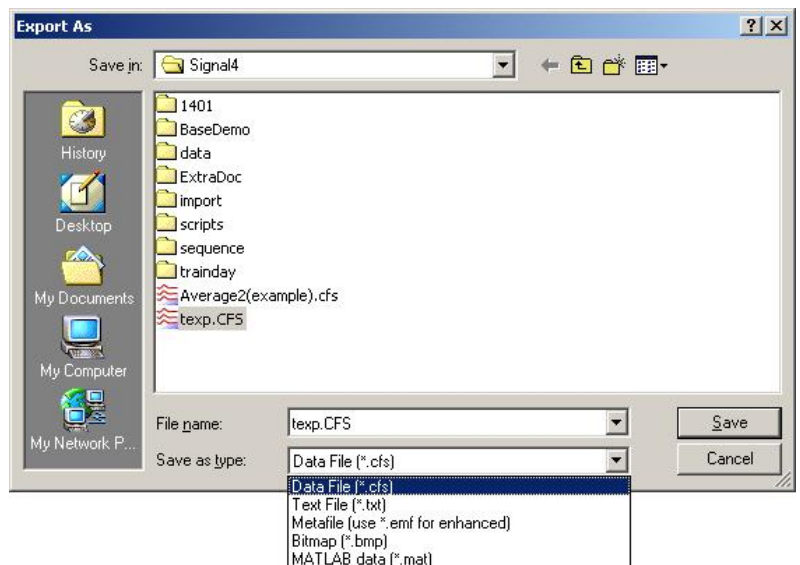 Export As
Save in: Signal4
History
Desktop
My Documents
My Computer
My Network P...
1401
BaseDemo
data
ExtraDoc
import
scripts
sequence
trainday
Average2(example).cfs
texp.CFS
File name: texp.CFS Save
Save as type: Data File (*.cfs) Cancel
Data File (*.cfs)
Text File (*.txt)
Metafile (use *.emf for enhanced)
Bitmap (*.bmp)
MATLAB data (*.mat)